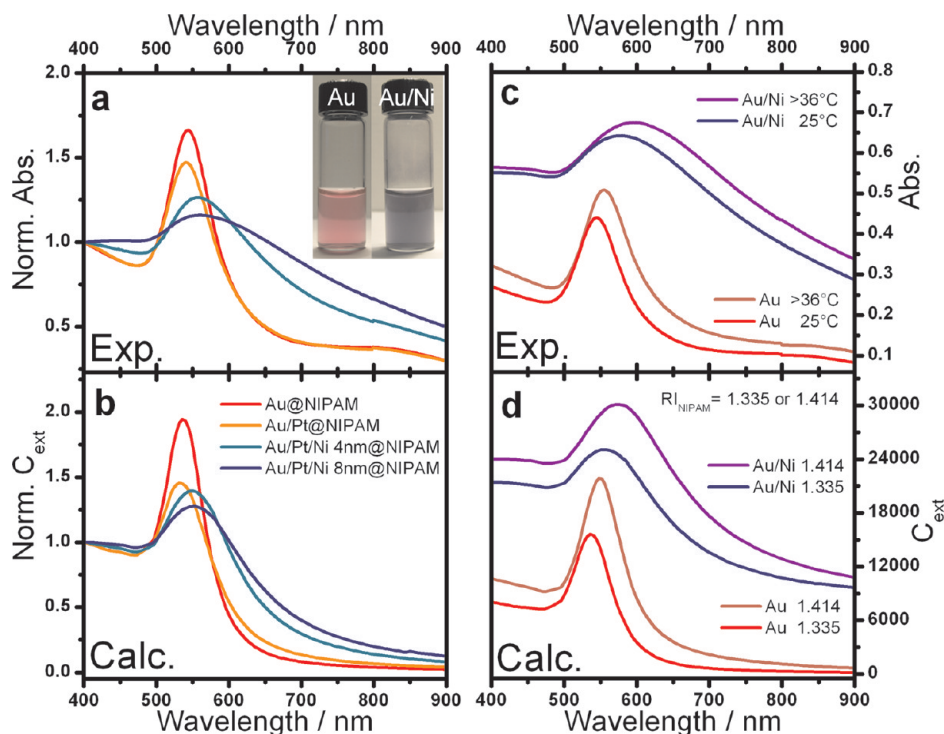 Wavelength / nm
400 500 600 700 800 900
2.0
1.5
1.0
0.5
Norm. Abs.
a
Au Au/Ni
Exp.
2.0
1.5
1.0
0.5
0.0
Norm. C_ext
b
Au@NIPAM
Au/Pt@NIPAM
Au/Pt/Ni 4nm@NIPAM
Au/Pt/Ni 8nm@NIPAM
Calc.
400 500 600 700 800 900
Wavelength / nm
Wavelength / nm
400 500 600 700 800 900
c
Au/Ni >36°C
Au/Ni 25°C
Au >36°C
Au 25°C
Exp.
0.8
0.7
0.6
0.5
0.4
0.3
0.2
0.1
Abs.
d
RI_NIPAM = 1.335 or 1.414
Au/Ni 1.414
Au/Ni 1.335
Au 1.414
Au 1.335
Calc.
30000
24000
18000
12000
6000
0
C_ext
400 500 600 700 800 900
Wavelength / nm